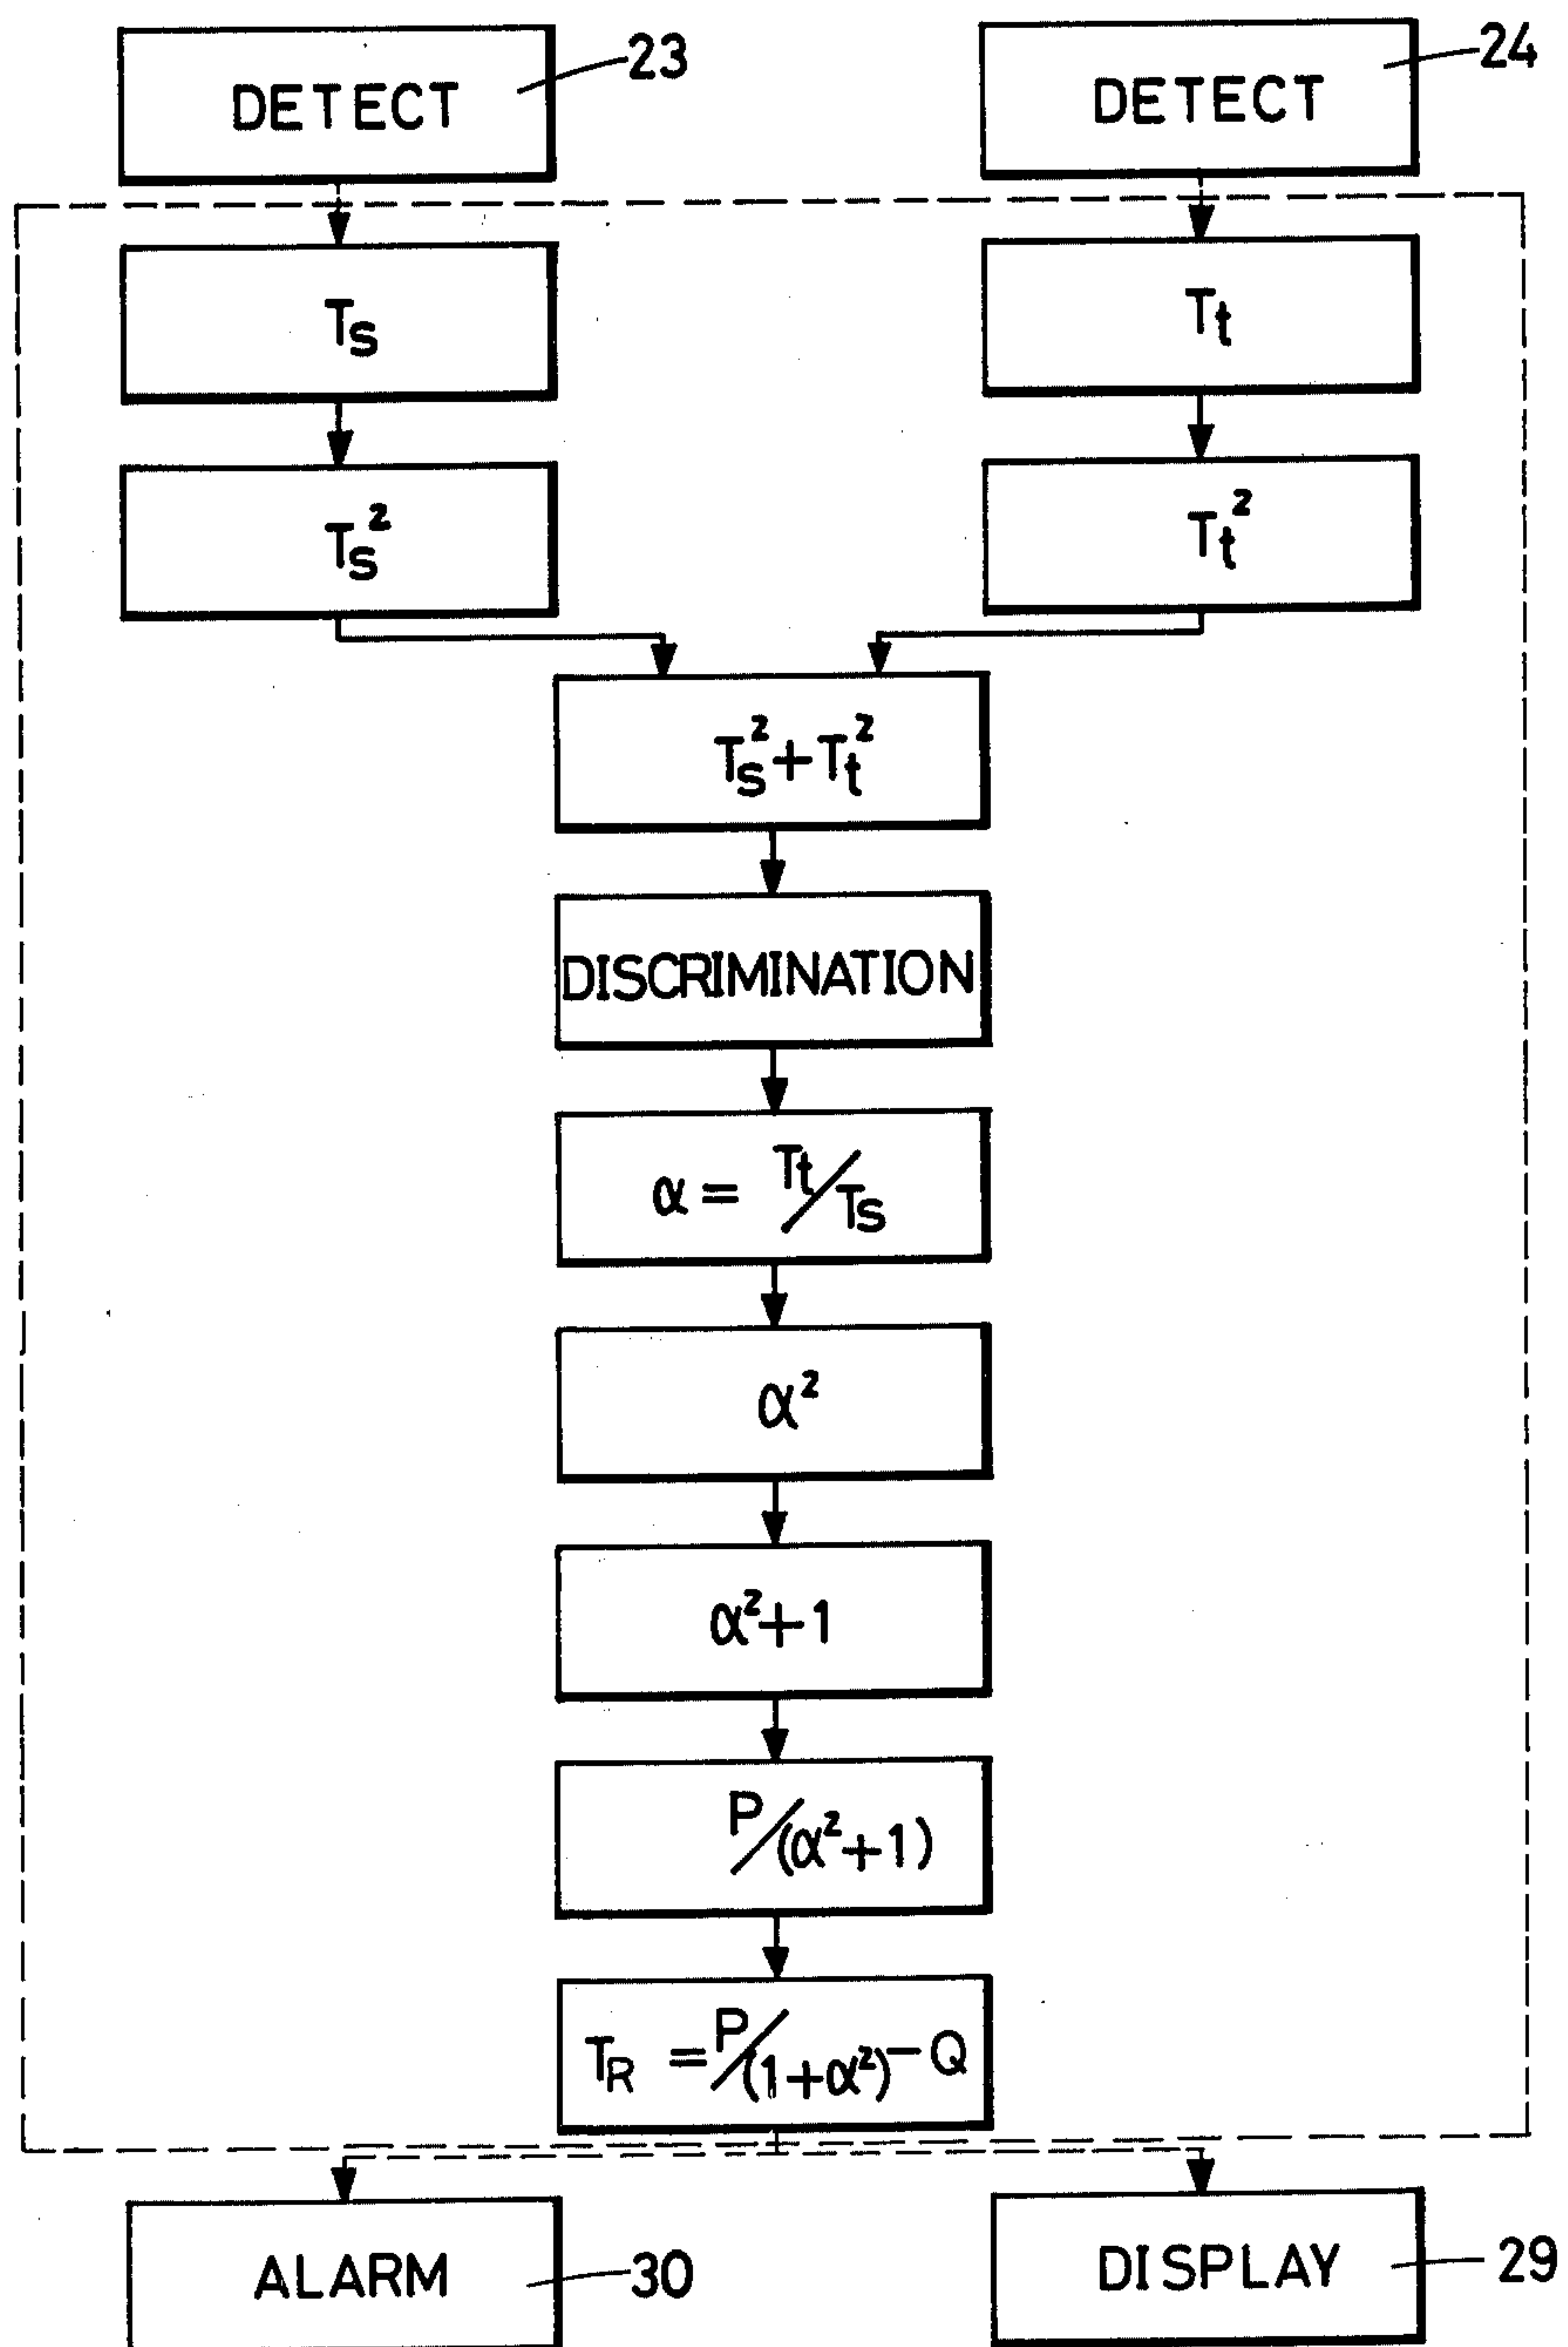 DETECT 23
DETECT 24
Ts
Tt
Ts²
Tt²
Ts²+Tt²
DISCRIMINATION
α = Tt/Ts
α²
α²+1
P/(α²+1)
TR = P/(1+α²) - Q
ALARM 30
DISPLAY 29